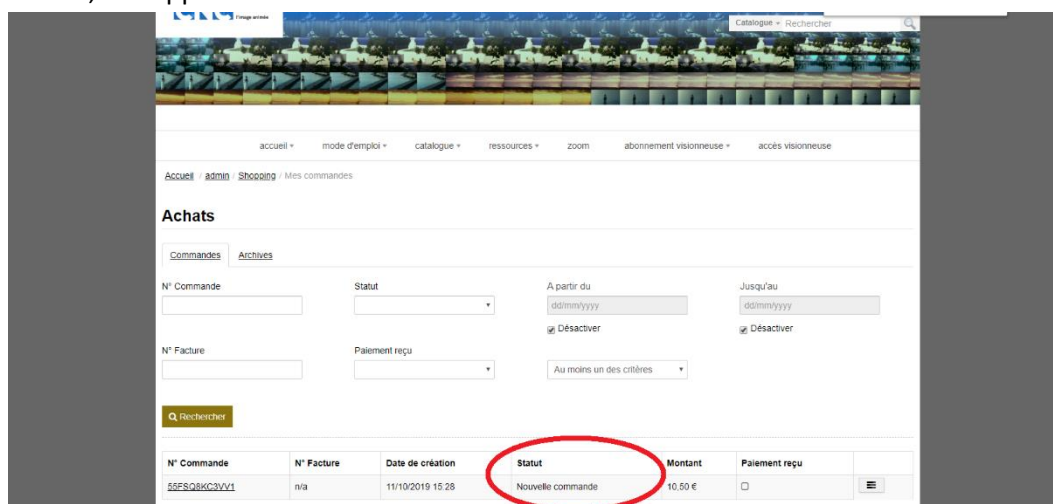 l'image animée
Catalogue Rechercher
accueil mode d'emploi catalogue ressources zoom abonnement visionneuse accès visionneuse
Accueil / admin / Shopping / Mes commandes
Achats
Commandes Archives
N° Commande Statut A partir du Jusqu'au
dd/mm/yyyy dd/mm/yyyy
Désactiver Désactiver
N° Facture Paiement reçu
Au moins un des critères
Rechercher
N° Commande N° Facture Date de création Statut Montant Paiement reçu
55FSQ8KC3VV1 n/a 11/10/2019 15:28 Nouvelle commande 10,50 €